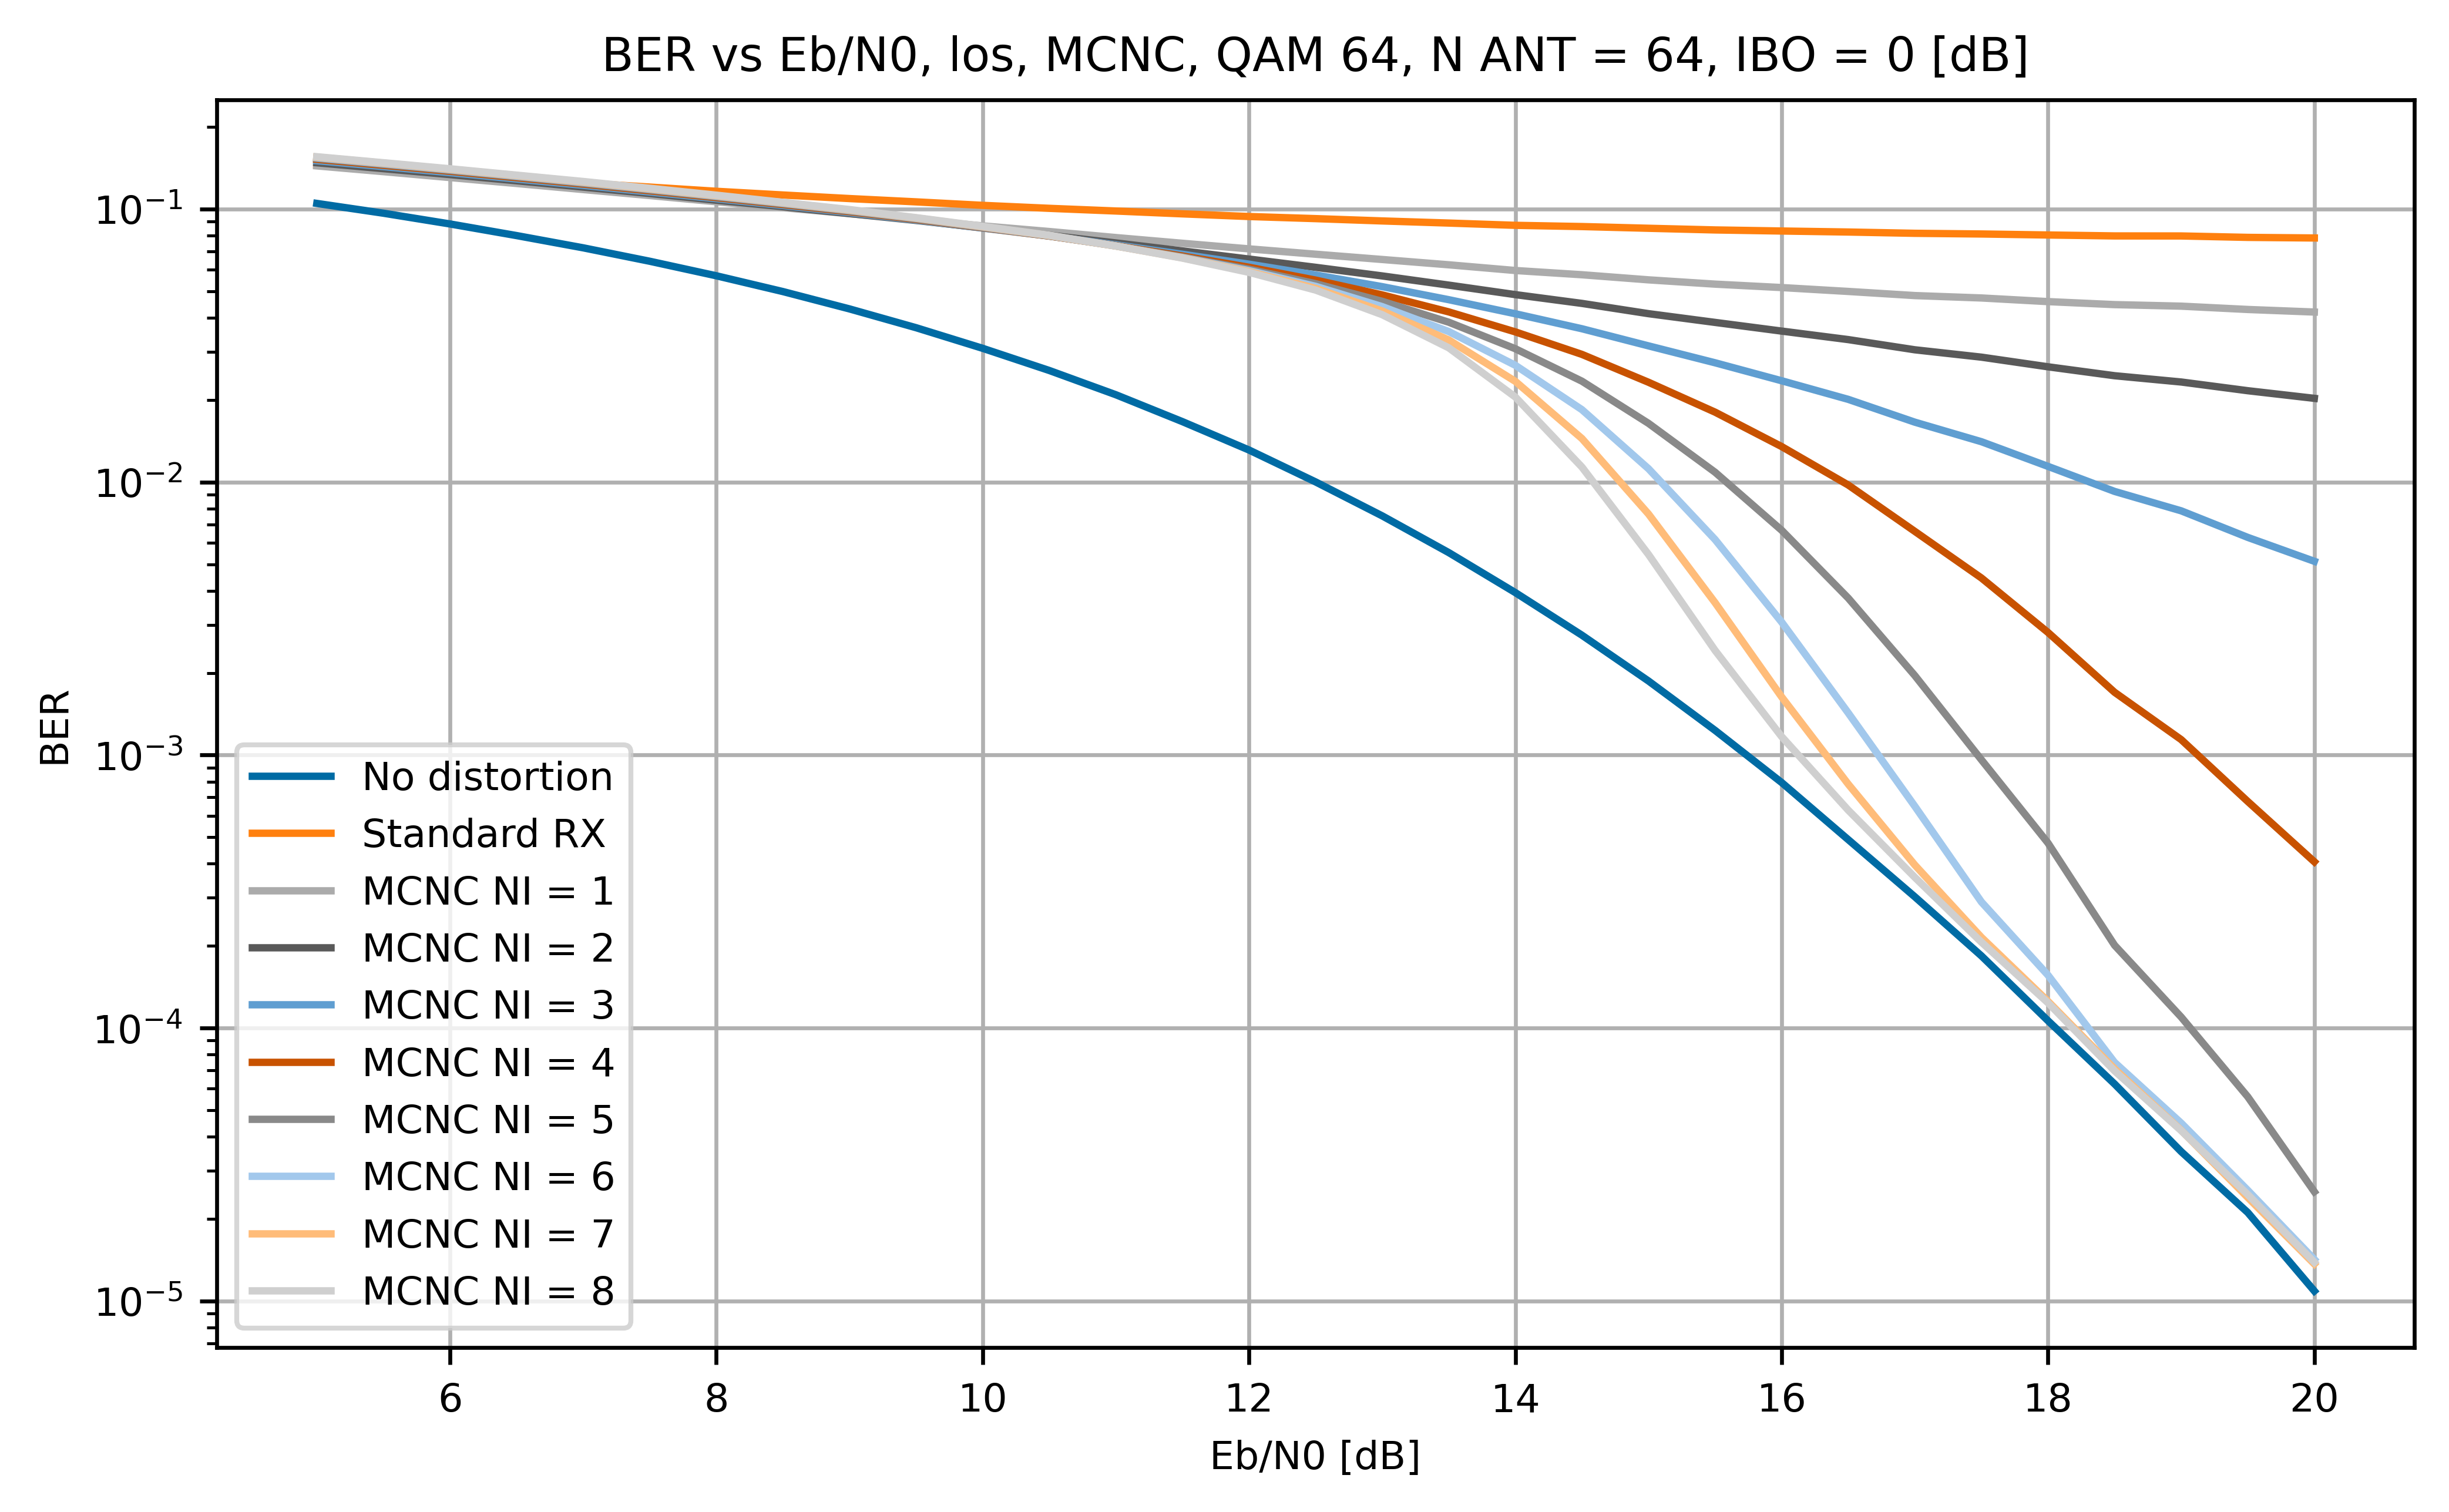 BER vs Eb/N0, los, MCNC, QAM 64, N ANT = 64, IBO = 0 [dB]
10⁻¹
10⁻²
10⁻³
10⁻⁴
10⁻⁵
BER
No distortion
Standard RX
MCNC NI = 1
MCNC NI = 2
MCNC NI = 3
MCNC NI = 4
MCNC NI = 5
MCNC NI = 6
MCNC NI = 7
MCNC NI = 8
6 8 10 12 14 16 18 20
Eb/N0 [dB]